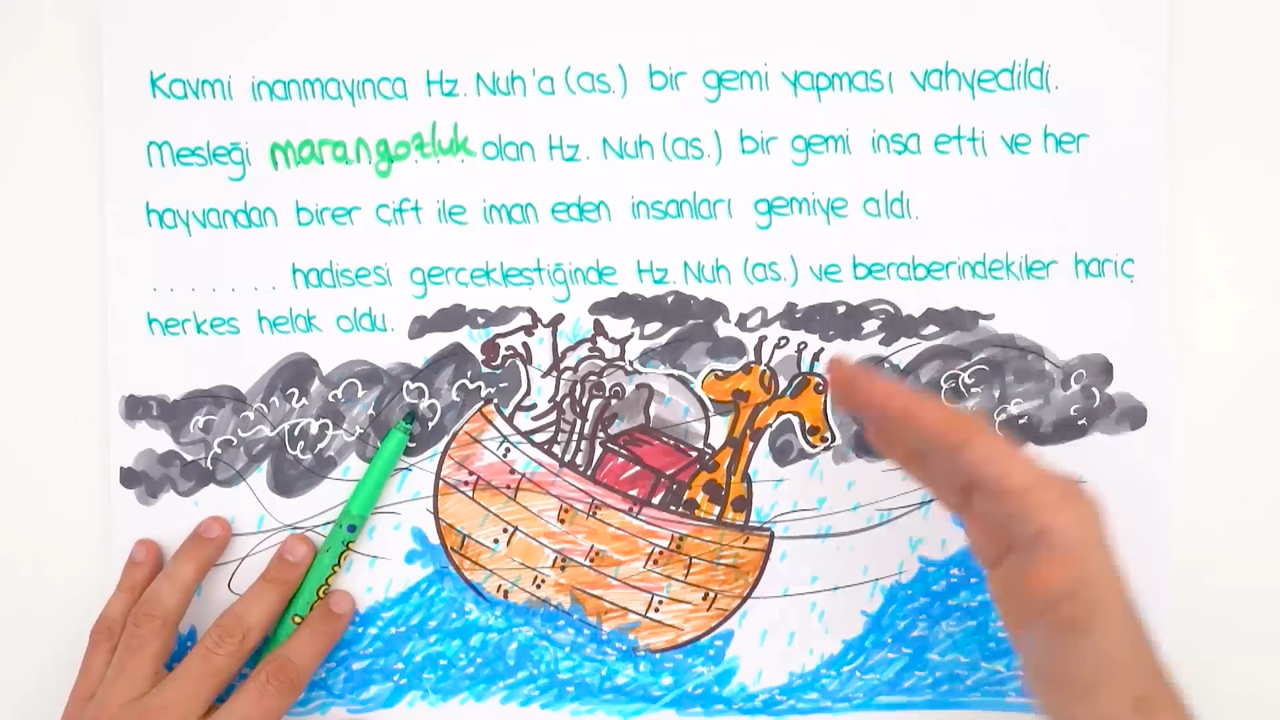 Kavmi inanmayınca Hz. Nuh'a (as.) bir gemi yapması vahyedildi.
Mesleği marangozluk olan Hz. Nuh (as.) bir gemi inşa etti ve her
hayvandan birer çift ile iman eden insanları gemiye aldı.
....... hadisesi gerçekleştiğinde Hz. Nuh (as.) ve beraberindekiler hariç
herkes helak oldu.